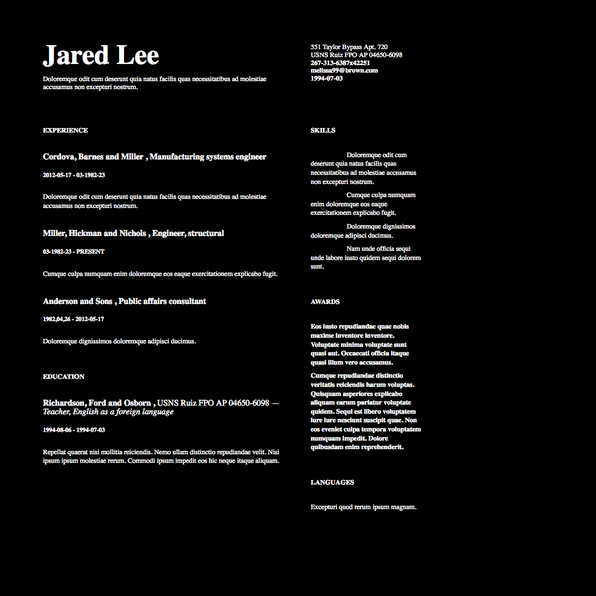 Jared Lee
Doloremque odit cum deserunt quia natus facilis quas necessitatibus ad molestiae
accusamus non excepturi nostrum.
551 Taylor Bypass Apt. 720
USNS Ruiz FPO AP 04650-6098
267-313-6387x42251
melissa99@brown.com
1994-07-03
EXPERIENCE
Cordova, Barnes and Miller , Manufacturing systems engineer
2012-05-17 - 03-1982-23
Doloremque odit cum deserunt quia natus facilis quas necessitatibus ad molestiae
accusamus non excepturi nostrum.
Miller, Hickman and Nichols , Engineer, structural
03-1982-23 - PRESENT
Cumque culpa numquam enim doloremque eos eaque exercitationem explicabo fugit.
Anderson and Sons , Public affairs consultant
1982,04,26 - 2012-05-17
Doloremque dignissimos doloremque adipisci ducimus.
EDUCATION
Richardson, Ford and Osborn , USNS Ruiz FPO AP 04650-6098 —
Teacher, English as a foreign language
1994-08-06 - 1994-07-03
Repellat quaerat nisi mollitia reiciendis. Nemo ullam distinctio repudiandae velit. Nisi
ipsum ipsum molestiae rerum. Commodi ipsum impedit eos hic neque itaque aliquam.
SKILLS
Doloremque odit cum
deserunt quia natus facilis quas
necessitatibus ad molestiae accusamus
non excepturi nostrum.
Cumque culpa numquam
enim doloremque eos eaque
exercitationem explicabo fugit.
Doloremque dignissimos
doloremque adipisci ducimus.
Nam unde officia sequi
unde labore iusto quidem sequi dolorem
sunt.
AWARDS
Eos iusto repudiandae quae nobis
maxime inventore inventore.
Voluptate minima voluptate sunt
quasi aut. Occaecati officia itaque
quasi illum vero accusamus.
Cumque repudiandae distinctio
veritatis reiciendis harum voluptas.
Quisquam asperiores explicabo
aliquam earum pariatur voluptate
quidem. Sequi est libero voluptatem
iure iure nesciunt suscipit quae. Non
eos eveniet culpa tempora voluptatem
numquam impedit. Dolore
quibusdam enim reprehenderit.
LANGUAGES
Excepturi quod rerum ipsum magnam.